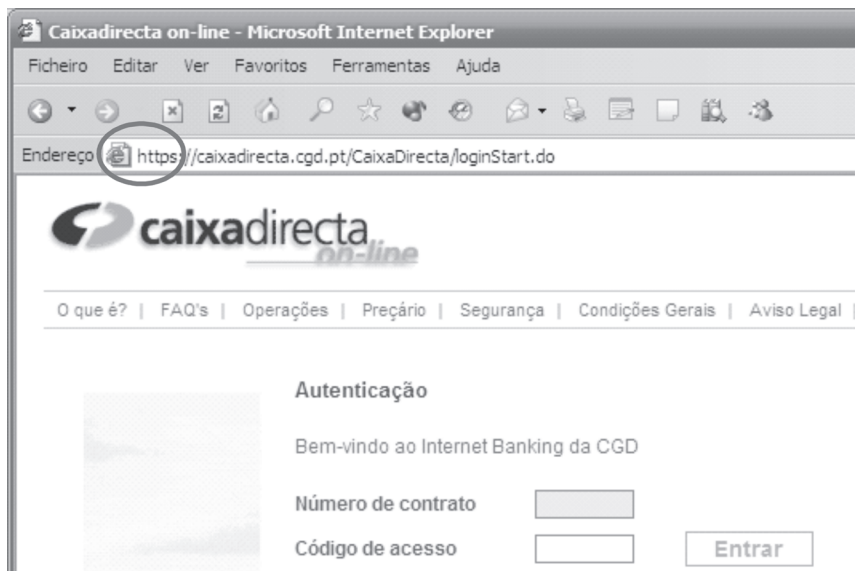 Caixadirecta on-line - Microsoft Internet Explorer
Ficheiro Editar Ver Favoritos Ferramentas Ajuda
Endereço https://caixadirecta.cgd.pt/CaixaDirecta/loginStart.do
caixadirecta
on-line
O que é? | FAQ's | Operações | Preçário | Segurança | Condições Gerais | Aviso Legal |
Autenticação
Bem-vindo ao Internet Banking da CGD
Número de contrato
Código de acesso Entrar